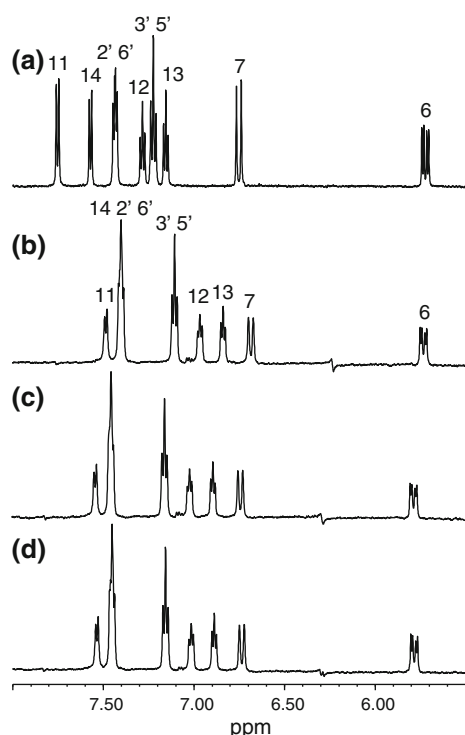 3' 5'
(a) 11 14 2' 6' 12 13 7 6
14 2' 6' 3' 5'
(b) 11 12 13 7 6
(c)
(d)
7.50 7.00 6.50 6.00
ppm